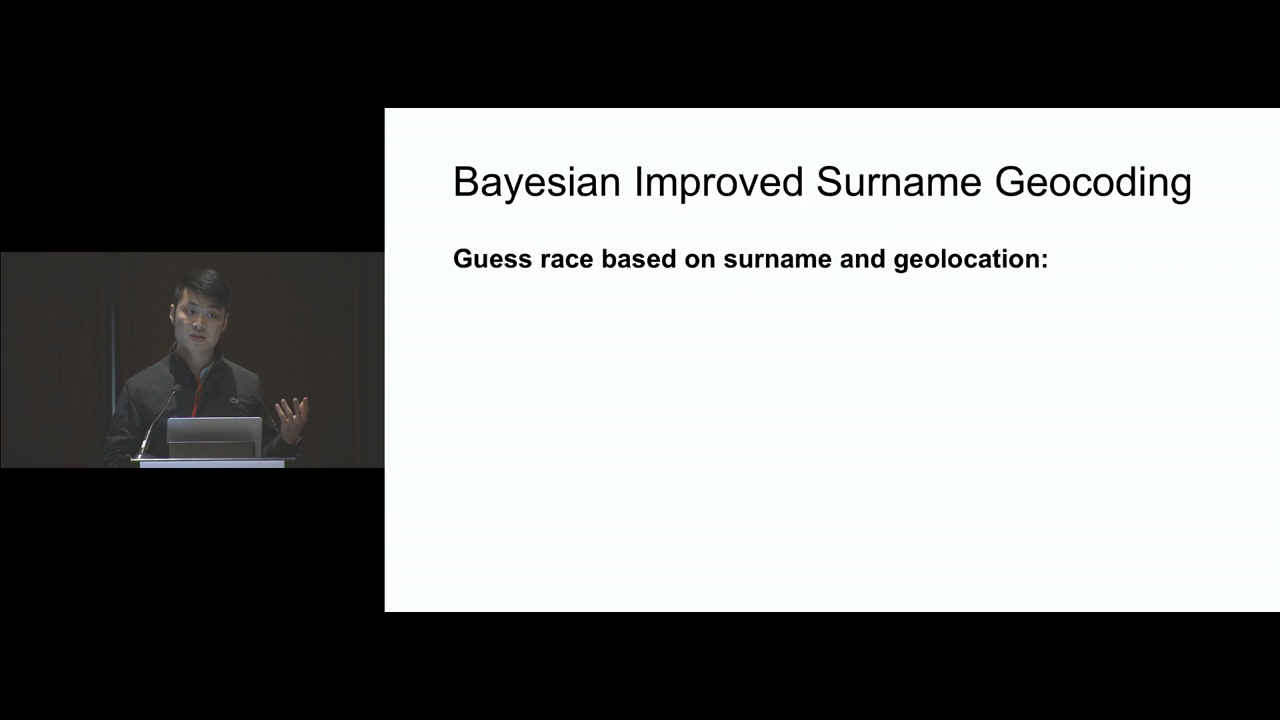 Bayesian Improved Surname Geocoding
Guess race based on surname and geolocation: